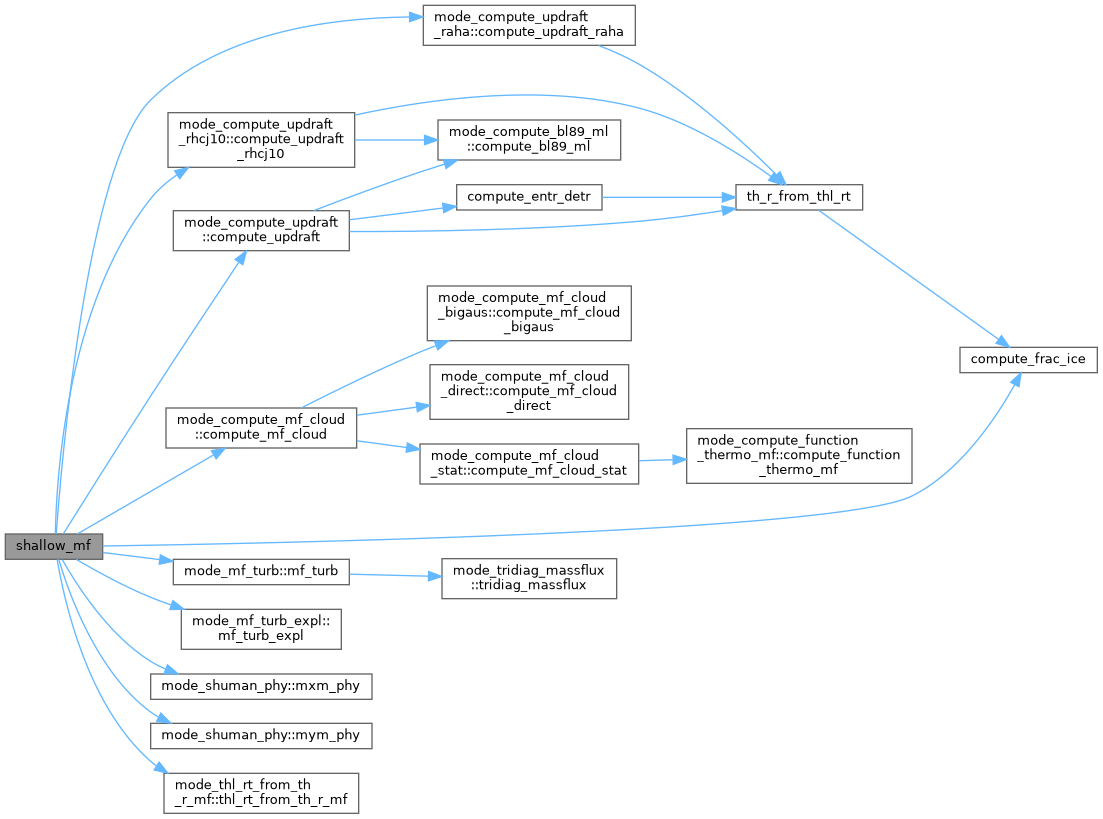 mode_compute_updraft
_raha::compute_updraft_raha
mode_compute_updraft
_rhcj10::compute_updraft
_rhcj10
mode_compute_bl89_ml
::compute_bl89_ml
compute_entr_detr
th_r_from_thl_rt
mode_compute_updraft
::compute_updraft
mode_compute_mf_cloud
_bigaus::compute_mf_cloud
_bigaus
compute_frac_ice
mode_compute_mf_cloud
_direct::compute_mf_cloud
_direct
mode_compute_mf_cloud
::compute_mf_cloud
mode_compute_mf_cloud
_stat::compute_mf_cloud_stat
mode_compute_function
_thermo_mf::compute_function
_thermo_mf
shallow_mf
mode_mf_turb::mf_turb
mode_tridiag_massflux
::tridiag_massflux
mode_mf_turb_expl::
mf_turb_expl
mode_shuman_phy::mxm_phy
mode_shuman_phy::mym_phy
mode_thl_rt_from_th
_r_mf::thl_rt_from_th_r_mf